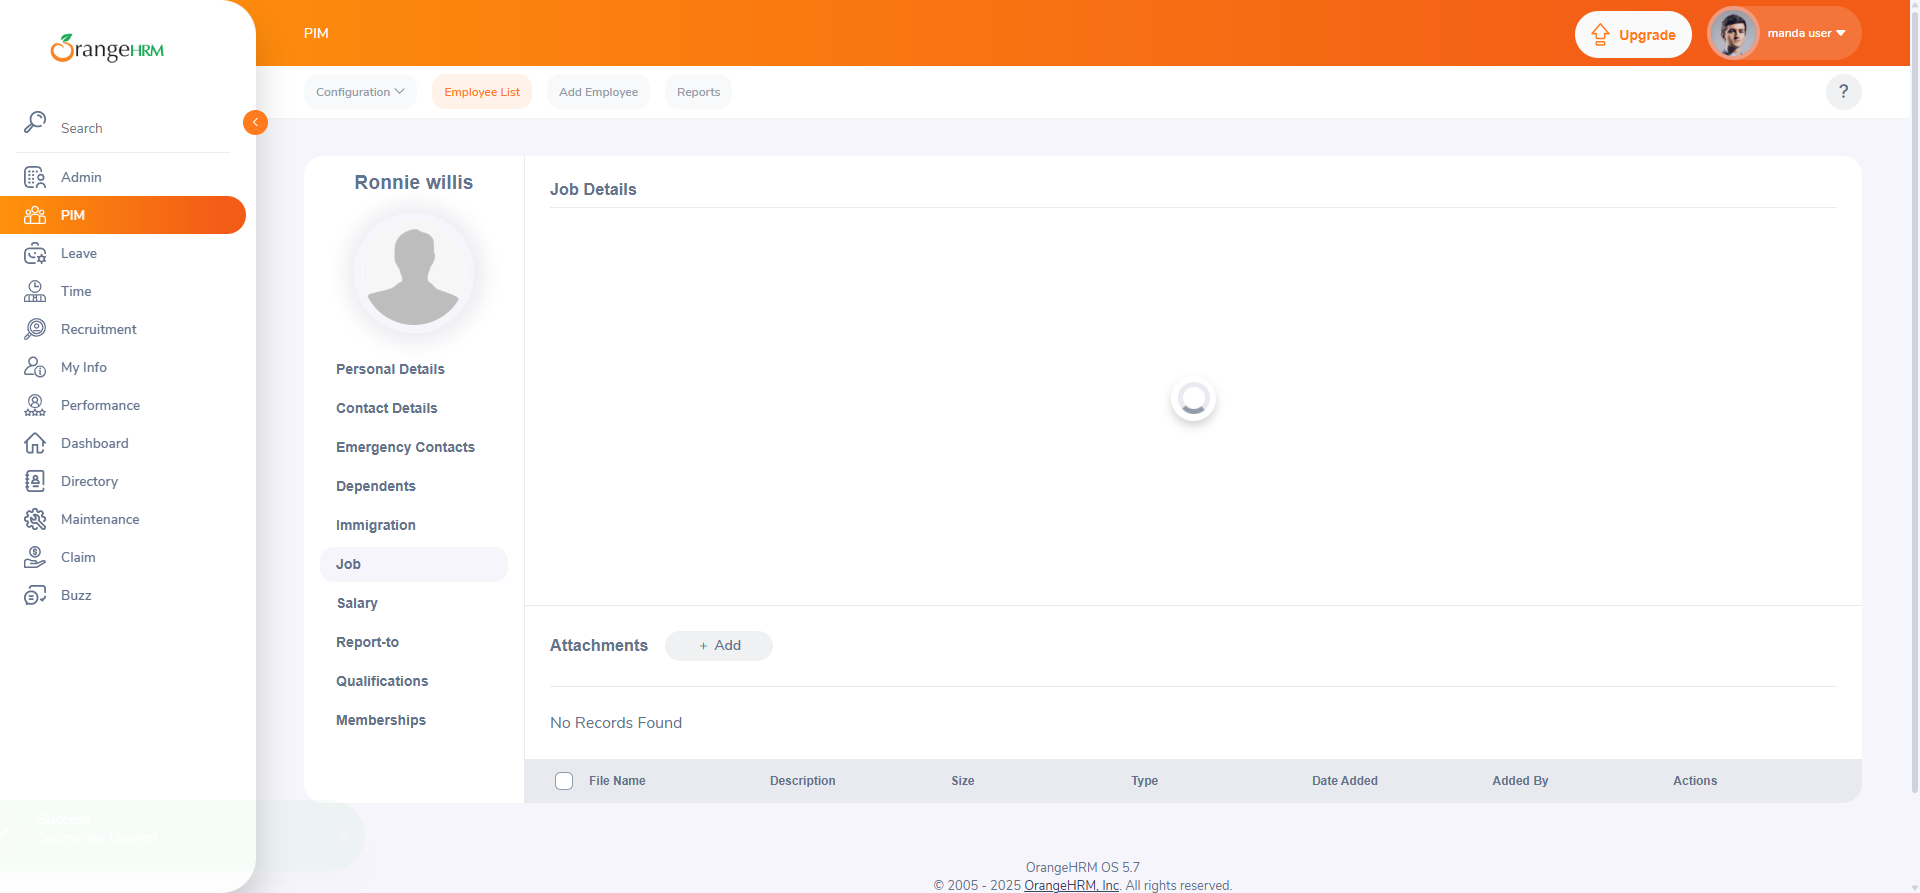 OrangeHRM
PIM
Upgrade
manda user
Configuration
Employee List
Add Employee
Reports
?
Search
Admin
PIM
Leave
Time
Recruitment
My Info
Performance
Dashboard
Directory
Maintenance
Claim
Buzz
Ronnie willis
Personal Details
Contact Details
Emergency Contacts
Dependents
Immigration
Job
Salary
Report-to
Qualifications
Memberships
Job Details
Attachments
+ Add
No Records Found
File Name Description Size Type Date Added Added By Actions
Success
Successfully Updated
OrangeHRM OS 5.7
© 2005 - 2025 OrangeHRM, Inc. All rights reserved.